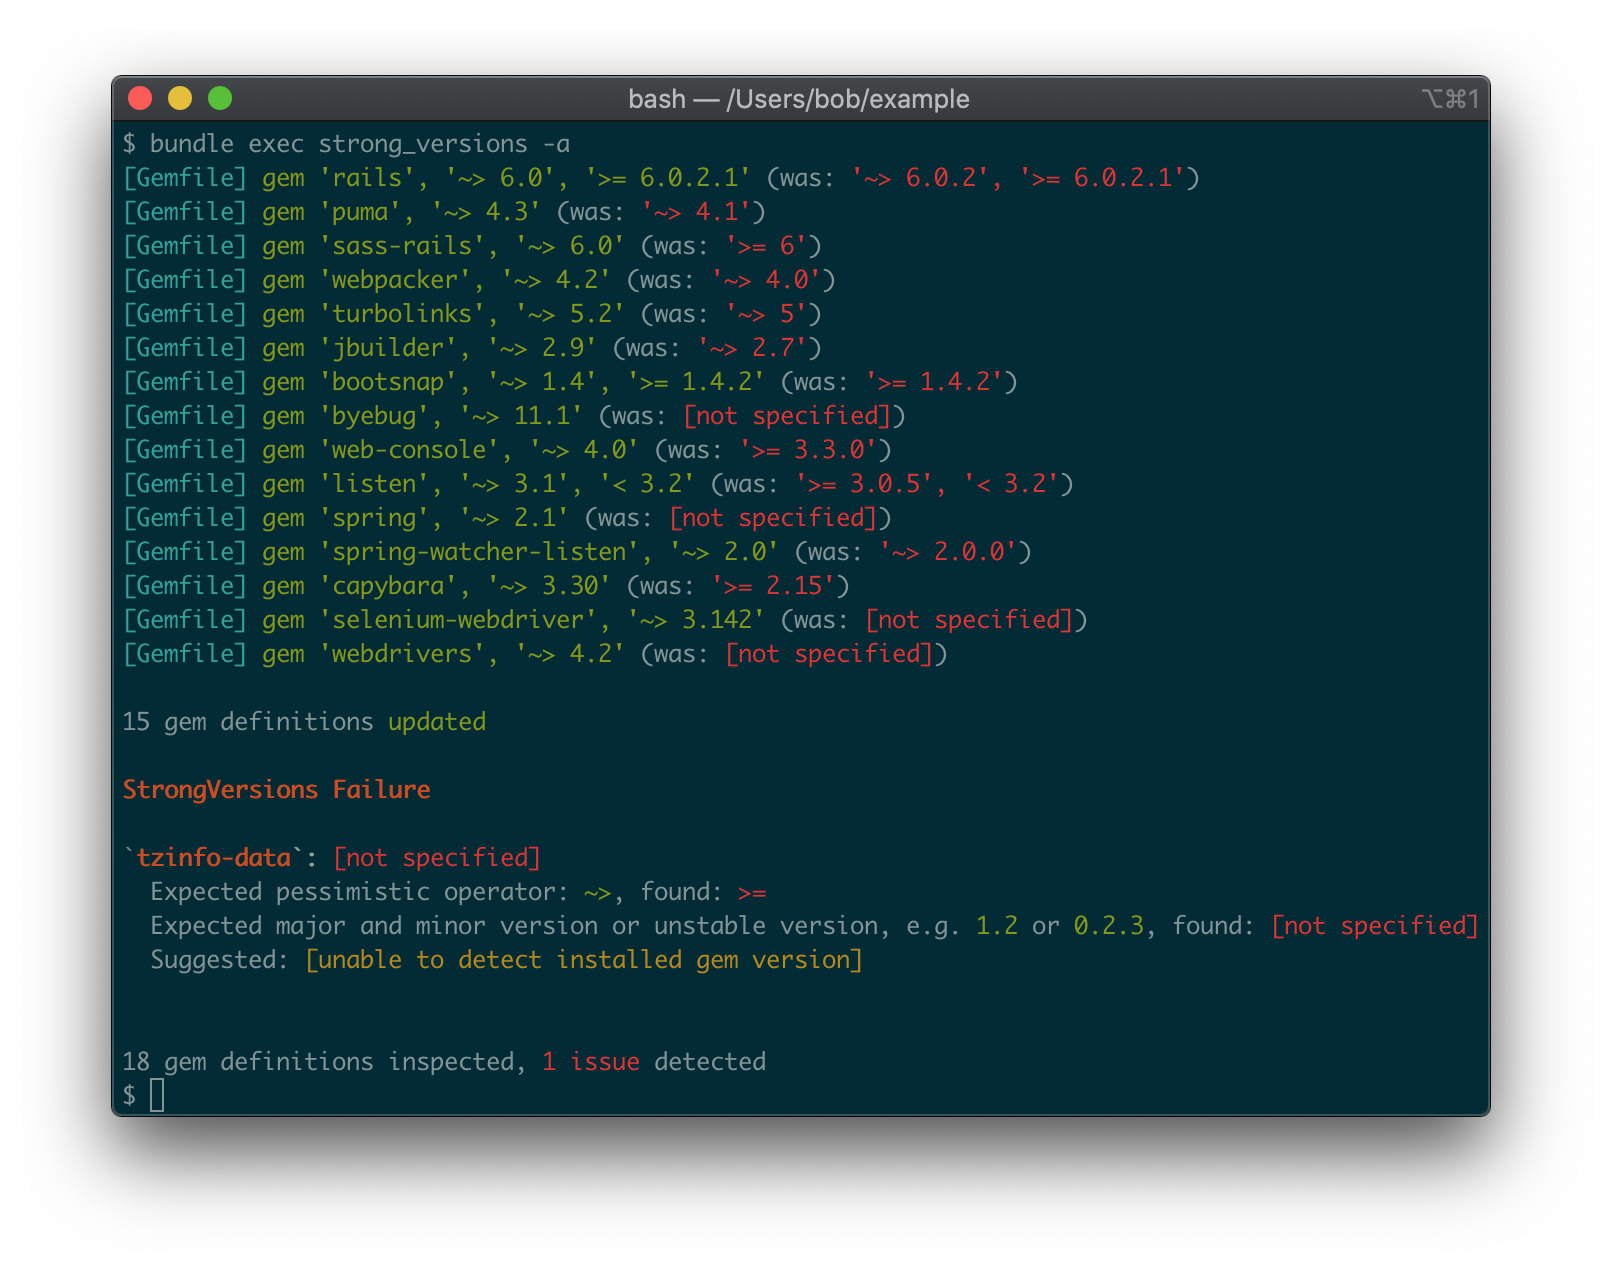 bash — /Users/bob/example ⌥⌘1
$ bundle exec strong_versions -a
[Gemfile] gem 'rails', '~> 6.0', '>= 6.0.2.1' (was: '~> 6.0.2', '>= 6.0.2.1')
[Gemfile] gem 'puma', '~> 4.3' (was: '~> 4.1')
[Gemfile] gem 'sass-rails', '~> 6.0' (was: '>= 6')
[Gemfile] gem 'webpacker', '~> 4.2' (was: '~> 4.0')
[Gemfile] gem 'turbolinks', '~> 5.2' (was: '~> 5')
[Gemfile] gem 'jbuilder', '~> 2.9' (was: '~> 2.7')
[Gemfile] gem 'bootsnap', '~> 1.4', '>= 1.4.2' (was: '>= 1.4.2')
[Gemfile] gem 'byebug', '~> 11.1' (was: [not specified])
[Gemfile] gem 'web-console', '~> 4.0' (was: '>= 3.3.0')
[Gemfile] gem 'listen', '~> 3.1', '< 3.2' (was: '>= 3.0.5', '< 3.2')
[Gemfile] gem 'spring', '~> 2.1' (was: [not specified])
[Gemfile] gem 'spring-watcher-listen', '~> 2.0' (was: '~> 2.0.0')
[Gemfile] gem 'capybara', '~> 3.30' (was: '>= 2.15')
[Gemfile] gem 'selenium-webdriver', '~> 3.142' (was: [not specified])
[Gemfile] gem 'webdrivers', '~> 4.2' (was: [not specified])
15 gem definitions updated
StrongVersions Failure
`tzinfo-data`: [not specified]
Expected pessimistic operator: ~>, found: >=
Expected major and minor version or unstable version, e.g. 1.2 or 0.2.3, found: [not specified]
Suggested: [unable to detect installed gem version]
18 gem definitions inspected, 1 issue detected
$